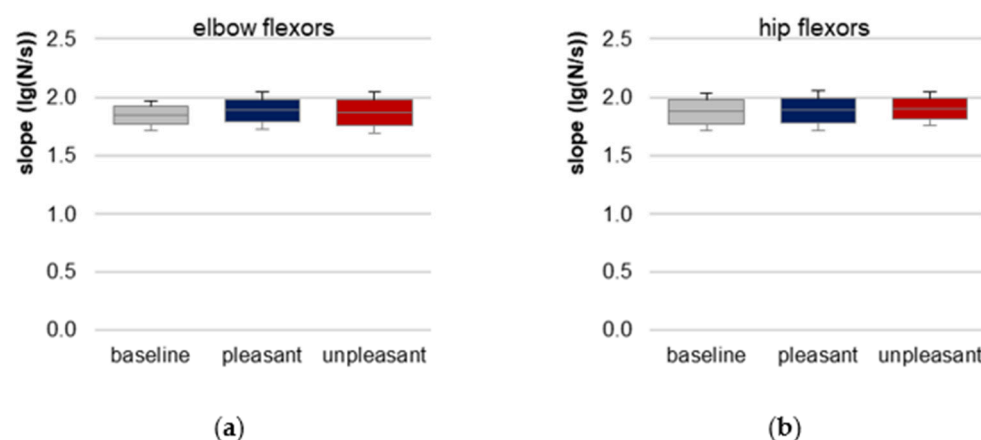 elbow flexors
slope (lg(N/s))
2.5
2.0
1.5
1.0
0.5
0.0
baseline pleasant unpleasant
(a)
hip flexors
slope (lg(N/s))
2.5
2.0
1.5
1.0
0.5
0.0
baseline pleasant unpleasant
(b)